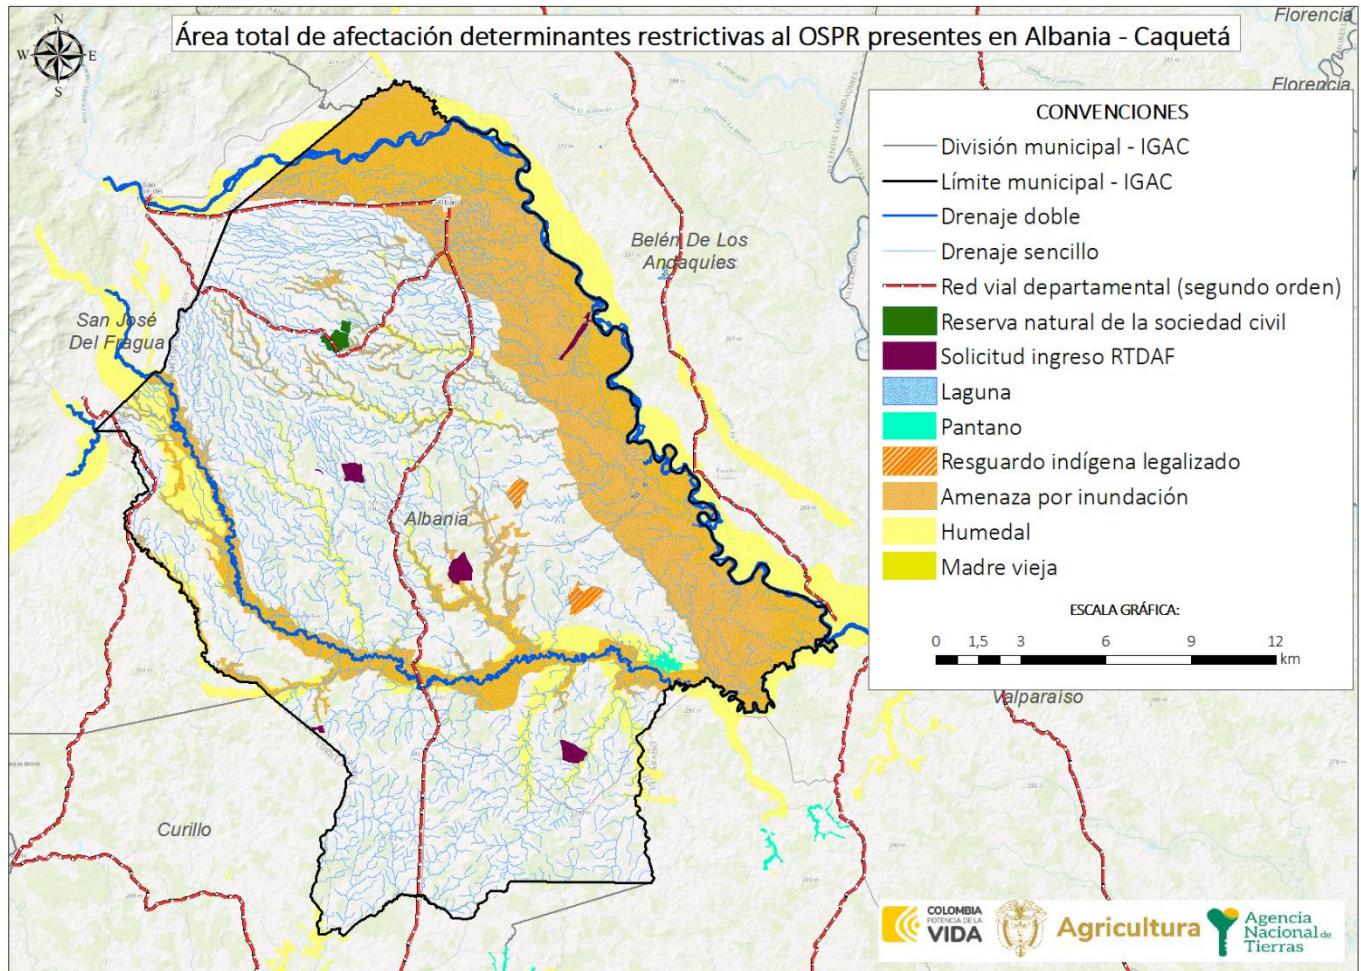 Área total de afectación determinantes restrictivas al OSPR presentes en Albania - Caquetá
N
W
E
S
Florencia
Florencia
CONVENCIONES
División municipal - IGAC
Límite municipal - IGAC
Drenaje doble
Drenaje sencillo
Red vial departamental (segundo orden)
Reserva natural de la sociedad civil
Solicitud ingreso RTDAF
Laguna
Pantano
Resguardo indígena legalizado
Amenaza por inundación
Humedal
Madre vieja
ESCALA GRÁFICA:
0 1,5 3 6 9 12
km
Belén De Los
Andaquies
San José
Del Fragua
Albania
Valparaíso
Curillo
COLOMBIA
POTENCIA DE LA
VIDA
Agricultura
Agencia
Nacional de
Tierras